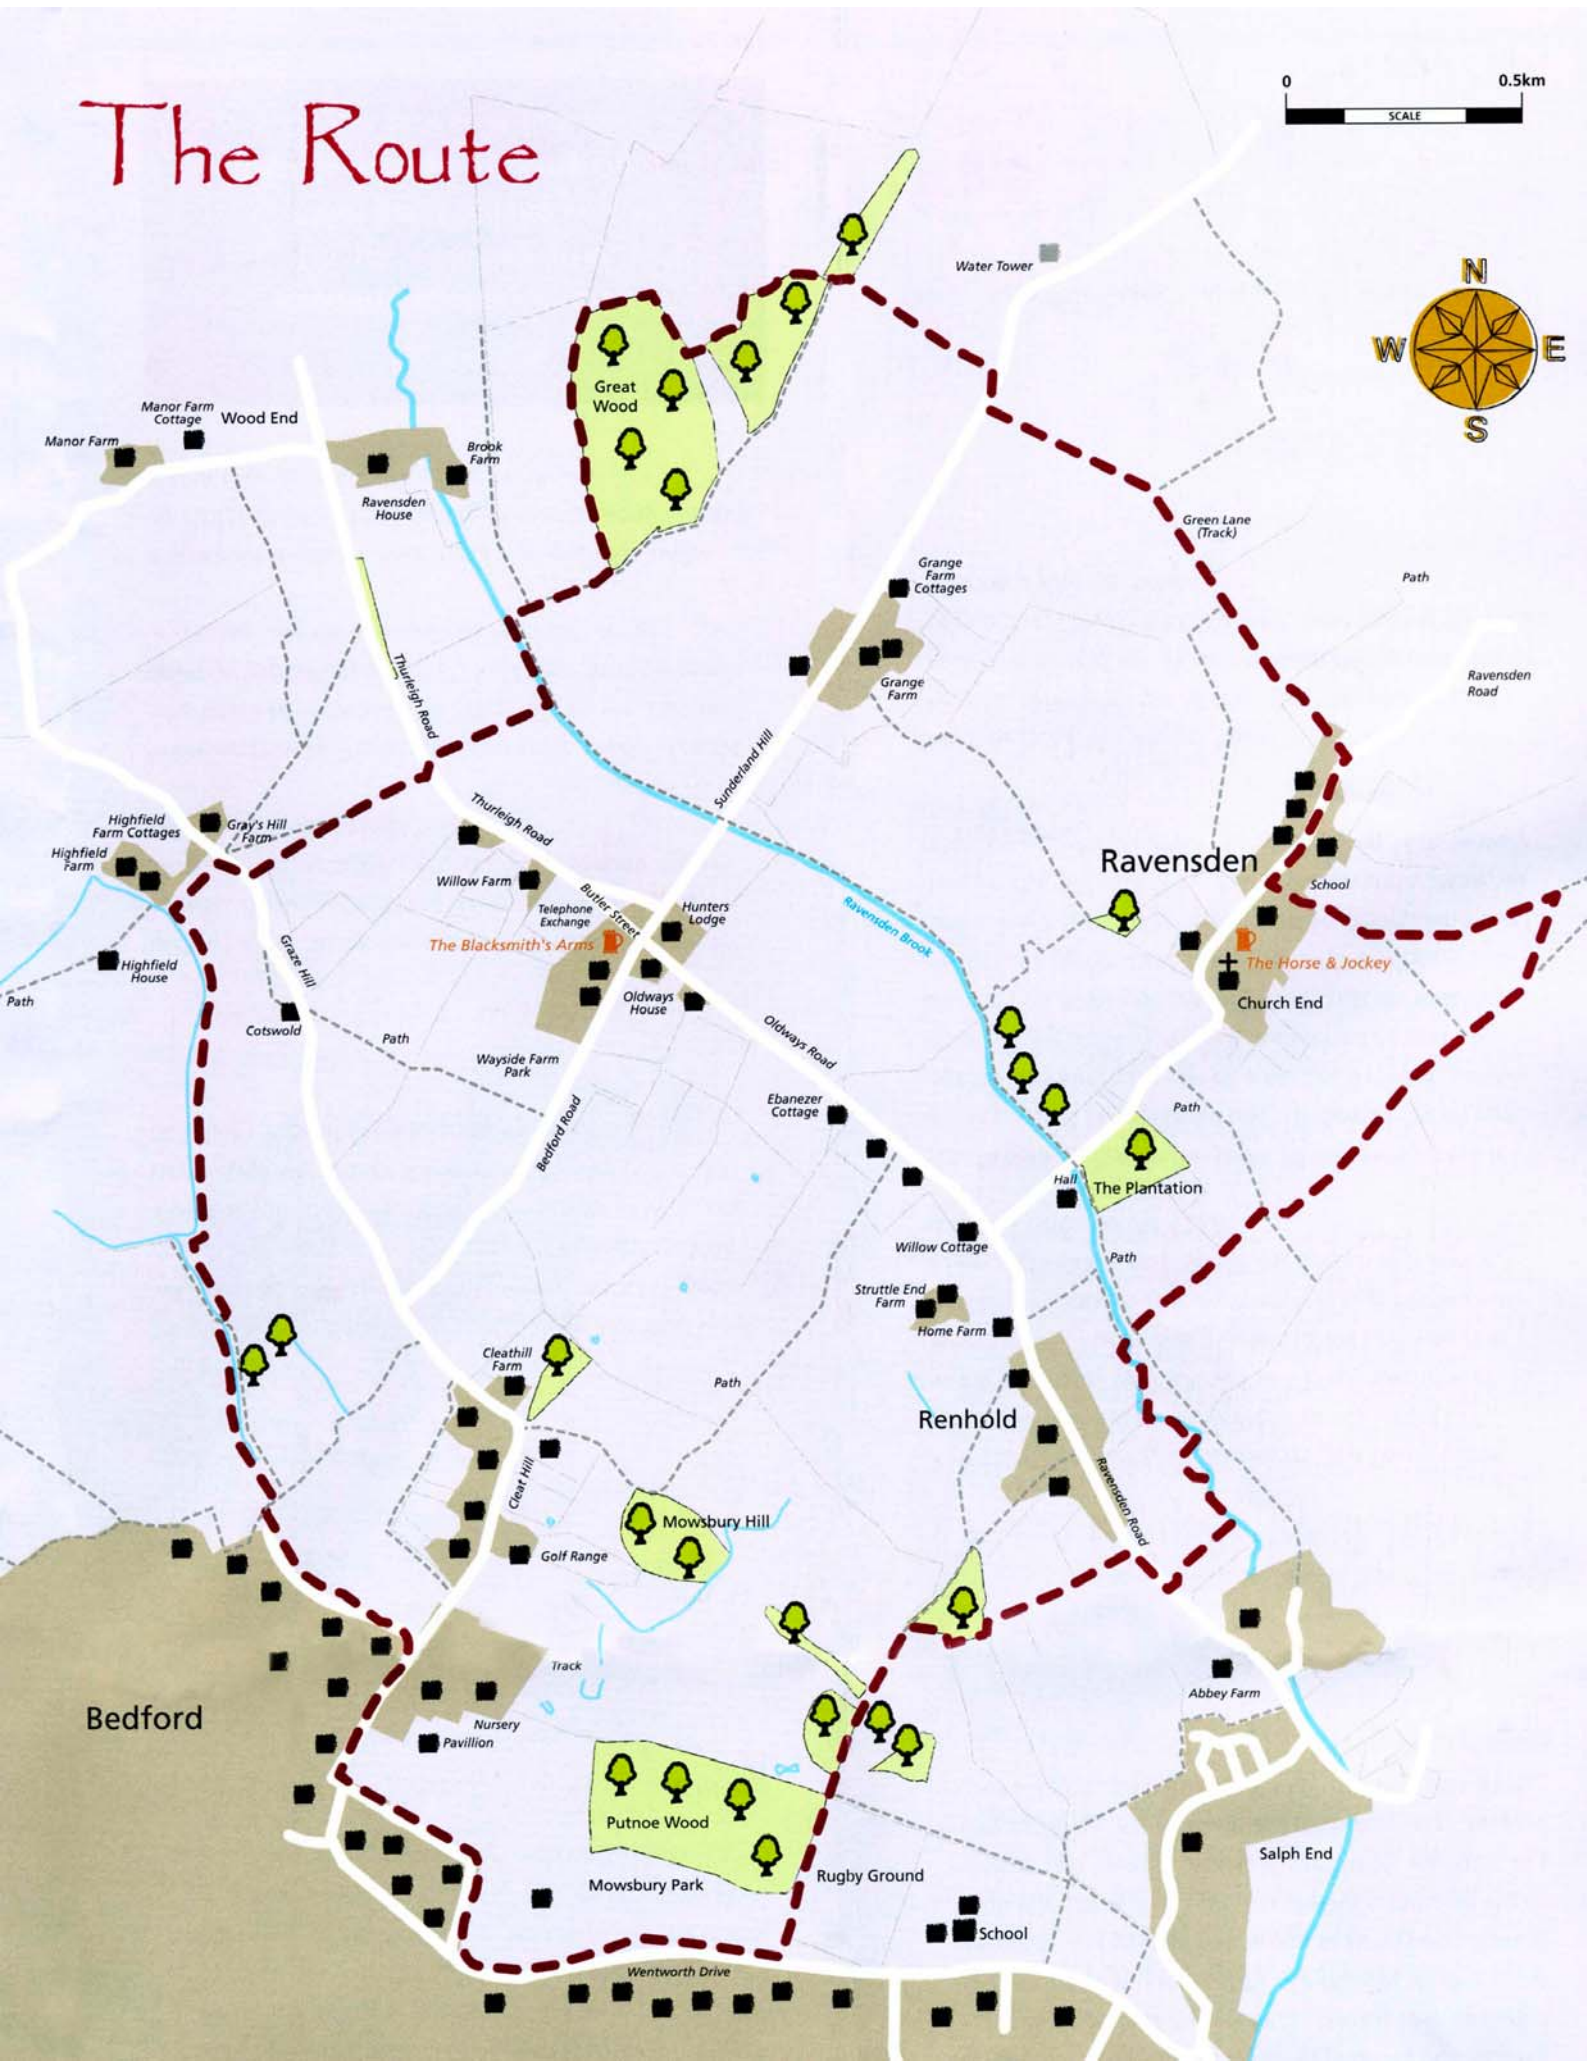 The Route
0
0.5km
SCALE
N
W
E
S
Water Tower
Manor Farm
Cottage
Wood End
Manor Farm
Great
Wood
Brook
Farm
Ravensden
House
Green Lane
(Track)
Grange
Farm
Cottages
Path
Thurleigh Road
Grange
Farm
Ravensden
Road
Sunderland Hill
Highfield
Farm Cottages
Gray's Hill
Farm
Thurleigh Road
Highfield
Farm
Ravensden
Willow Farm
School
Butler Street
Telephone
Exchange
Hunters
Lodge
Ravensden Brook
The Blacksmith's Arms
Graze Hill
Highfield
House
The Horse & Jockey
Path
Oldways
House
Church End
Cotswold
Path
Oldways Road
Wayside Farm
Park
Bedford Road
Ebanezer
Cottage
Path
Hall
The Plantation
Willow Cottage
Path
Struttle End
Farm
Home Farm
Cleathill
Farm
Path
Renhold
Cleat Hill
Ravensden Road
Mowsbury Hill
Golf Range
Track
Abbey Farm
Bedford
Nursery
Pavillion
Putnoe Wood
Salph End
Mowsbury Park
Rugby Ground
School
Wentworth Drive